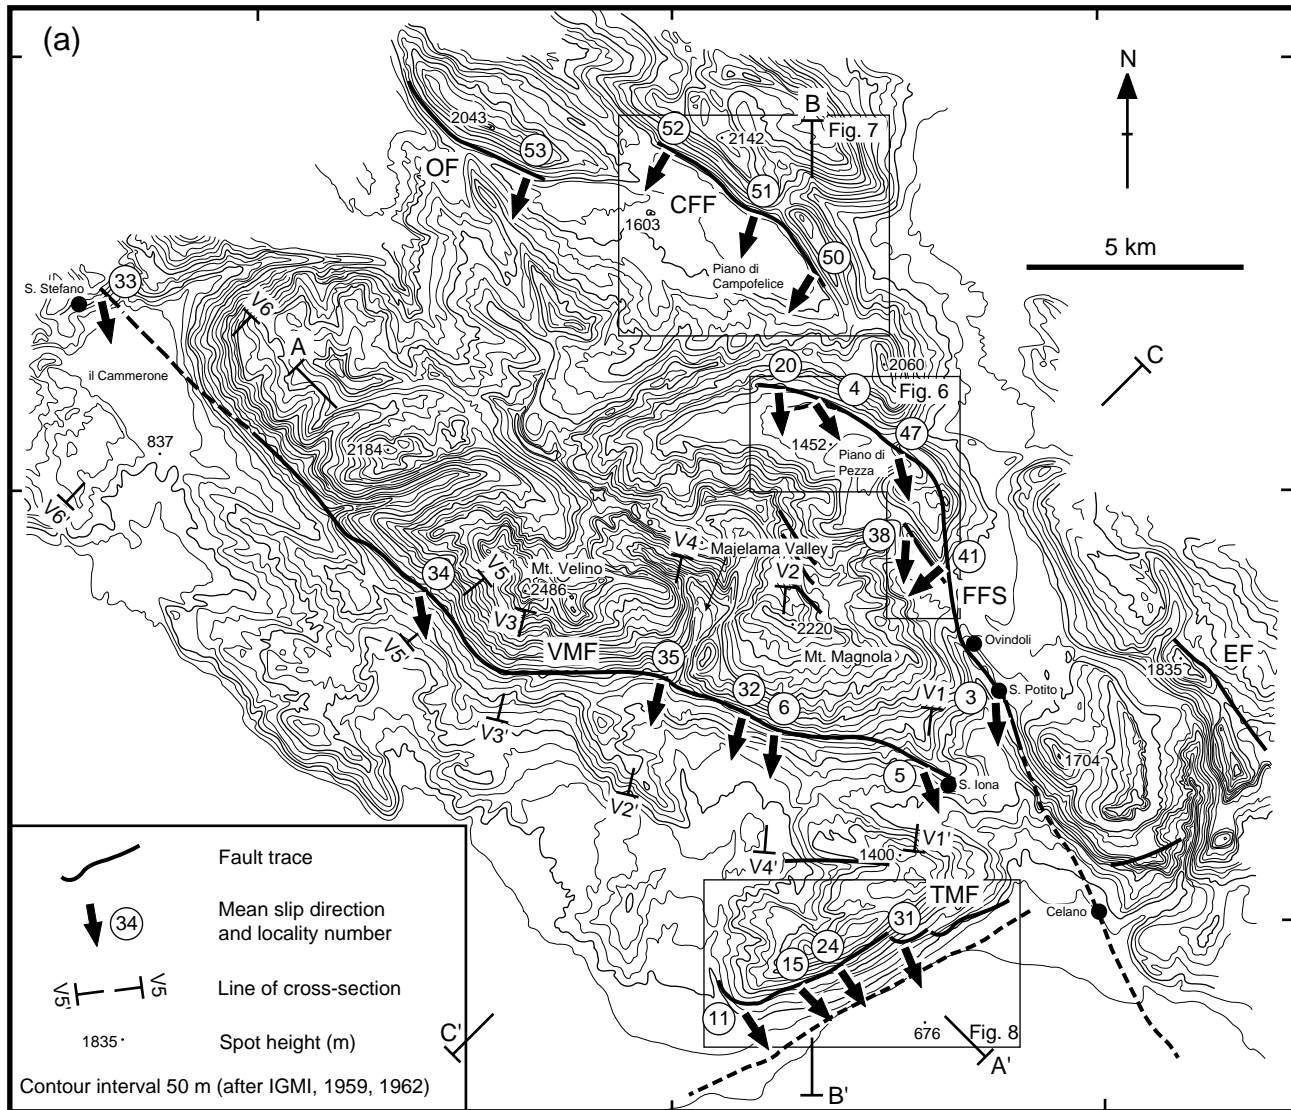 (a)
N
B
Fig. 7
2043
53
52
2142
OF
51
CFF
1603
50
5 km
Piano di
Campofelice
33
S. Stefano
V6
A
C
il Cammerone
20
2060
Fig. 6
4
47
837
2184
1452
Piano di
Pezza
V6'
38
V4
Majelama Valley
41
34
V5
Mt. Velino
V2
2486
FFS
V3
2220
Ovindoli
V5'
VMF
Mt. Magnola
EF
1835
35
32
V1
3
S. Potito
6
V3'
1704
5
S. Iona
V2'
V1'
1400
V4'
TMF
Celano
31
24
15
11
C'
676
Fig. 8
A'
B'
Fault trace
34
Mean slip direction
and locality number
V5'
V5
Line of cross-section
1835
Spot height (m)
Contour interval 50 m (after IGMI, 1959, 1962)